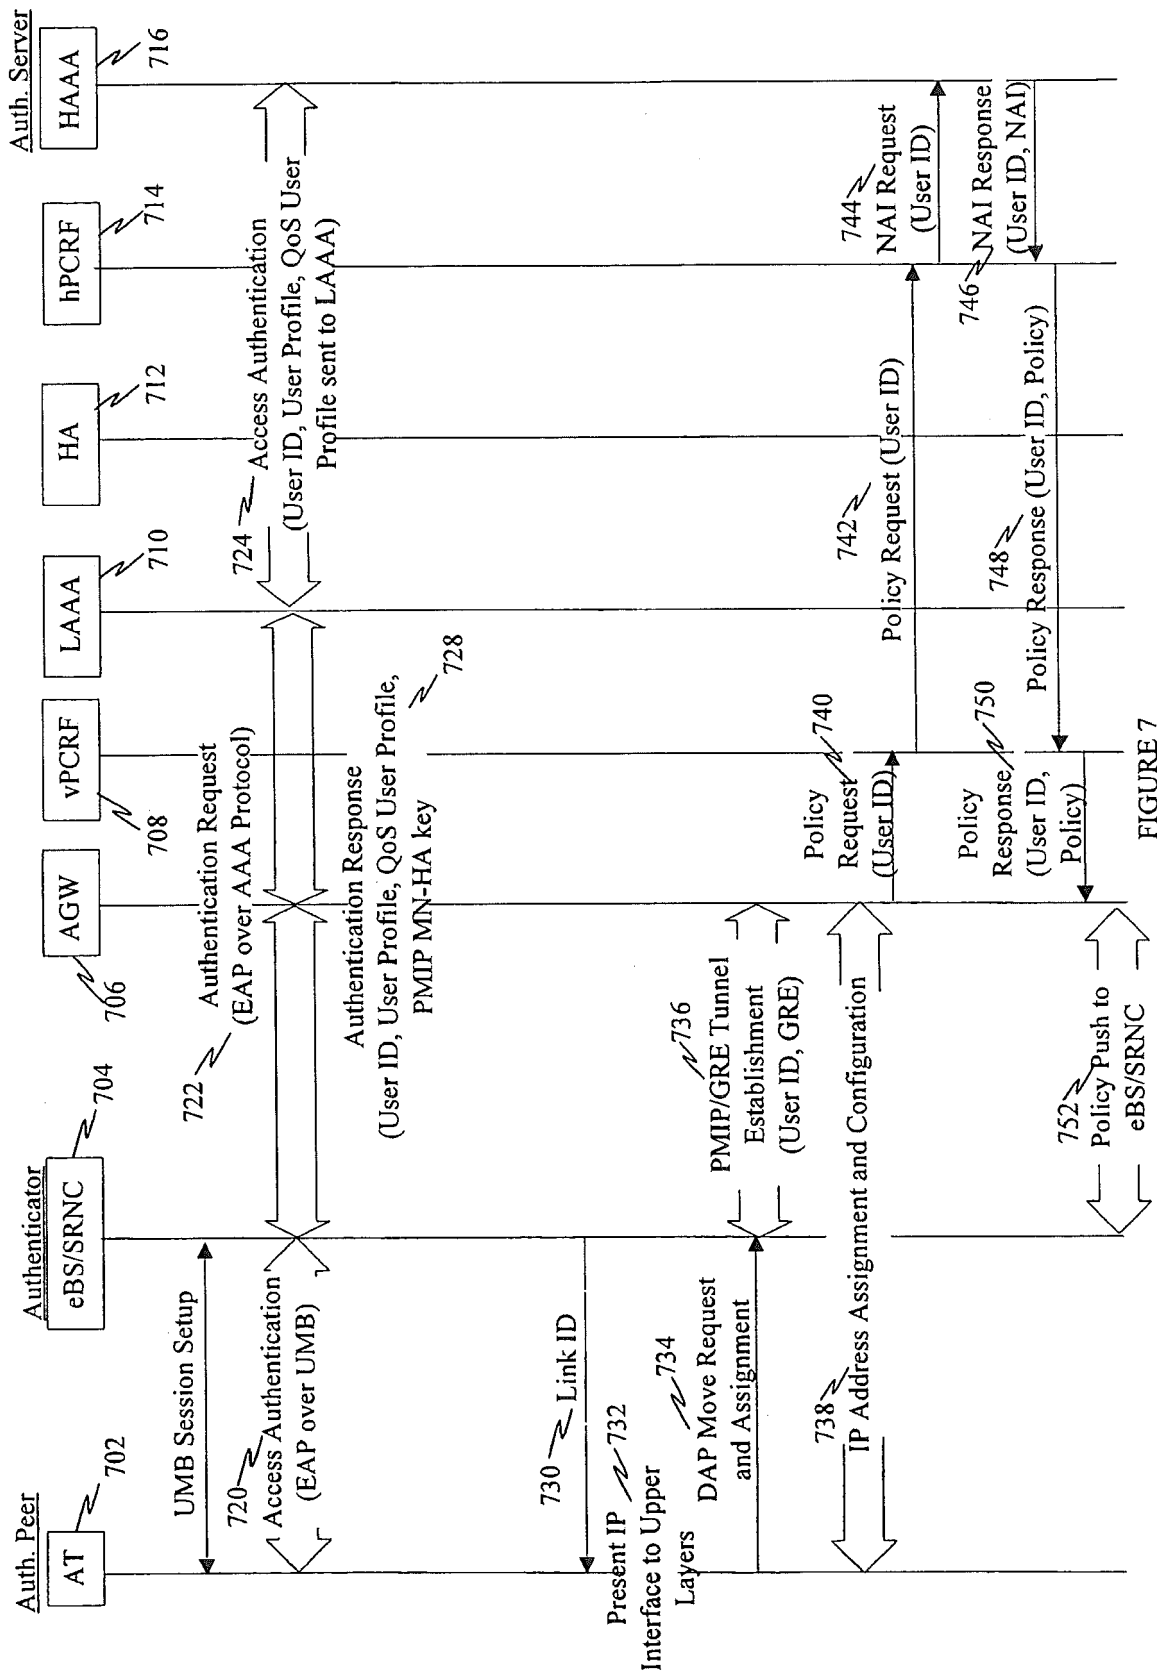 Auth. Peer
AT
702
Authenticator
eBS/SRNC
704
AGW
706
vPCRF
708
LAAA
710
HA
712
hPCRF
714
Auth. Server
HAAA
716
UMB Session Setup
720
Access Authentication
(EAP over UMB)
722
Authentication Request
(EAP over AAA Protocol)
724
Access Authentication
(User ID, User Profile, QoS User
Profile sent to LAAA)
Authentication Response
(User ID, User Profile, QoS User Profile,
PMIP MN-HA key
728
730
Link ID
Present IP
732
Interface to Upper
Layers
734
DAP Move Request
and Assignment
736
PMIP/GRE Tunnel
Establishment
(User ID, GRE)
738
IP Address Assignment and Configuration
Policy
740
Request
(User ID)
742
Policy Request (User ID)
744
NAI Request
(User ID)
746
NAI Response
(User ID, NAI)
748
Policy Response (User ID, Policy)
Policy
750
Response
(User ID,
Policy)
752
Policy Push to
eBS/SRNC
FIGURE 7